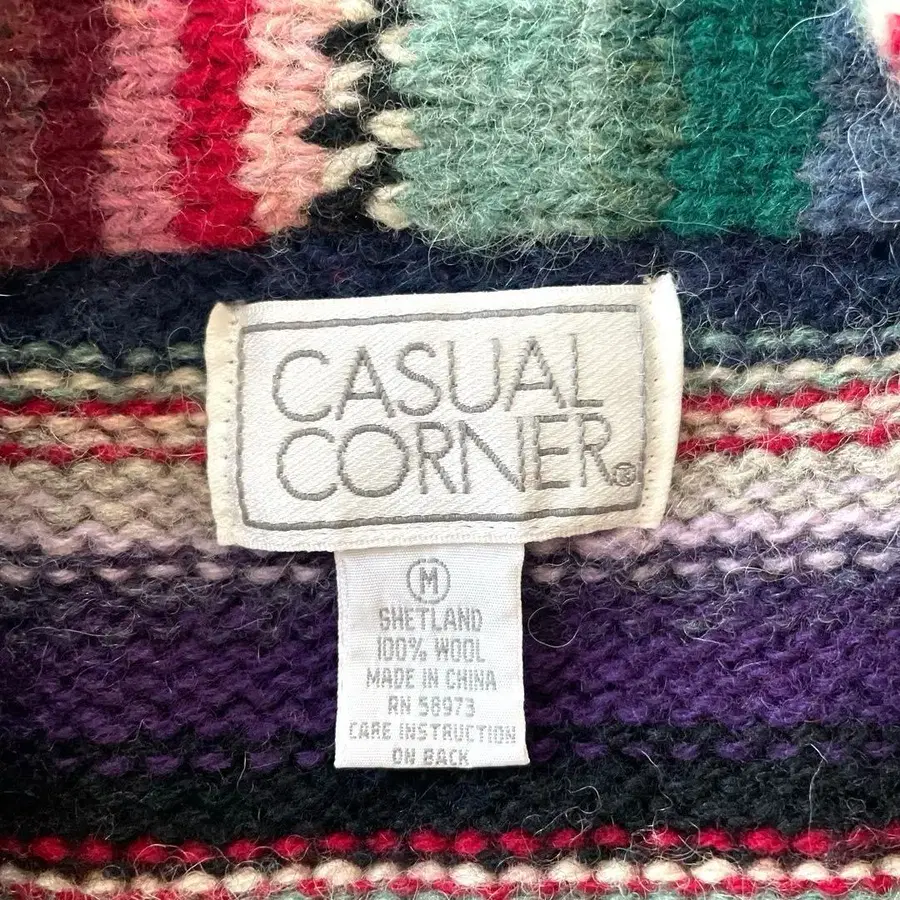 CASUAL
CORNER®
M
SHETLAND
100% WOOL
MADE IN CHINA
RN 58973
CARE INSTRUCTION
ON BACK